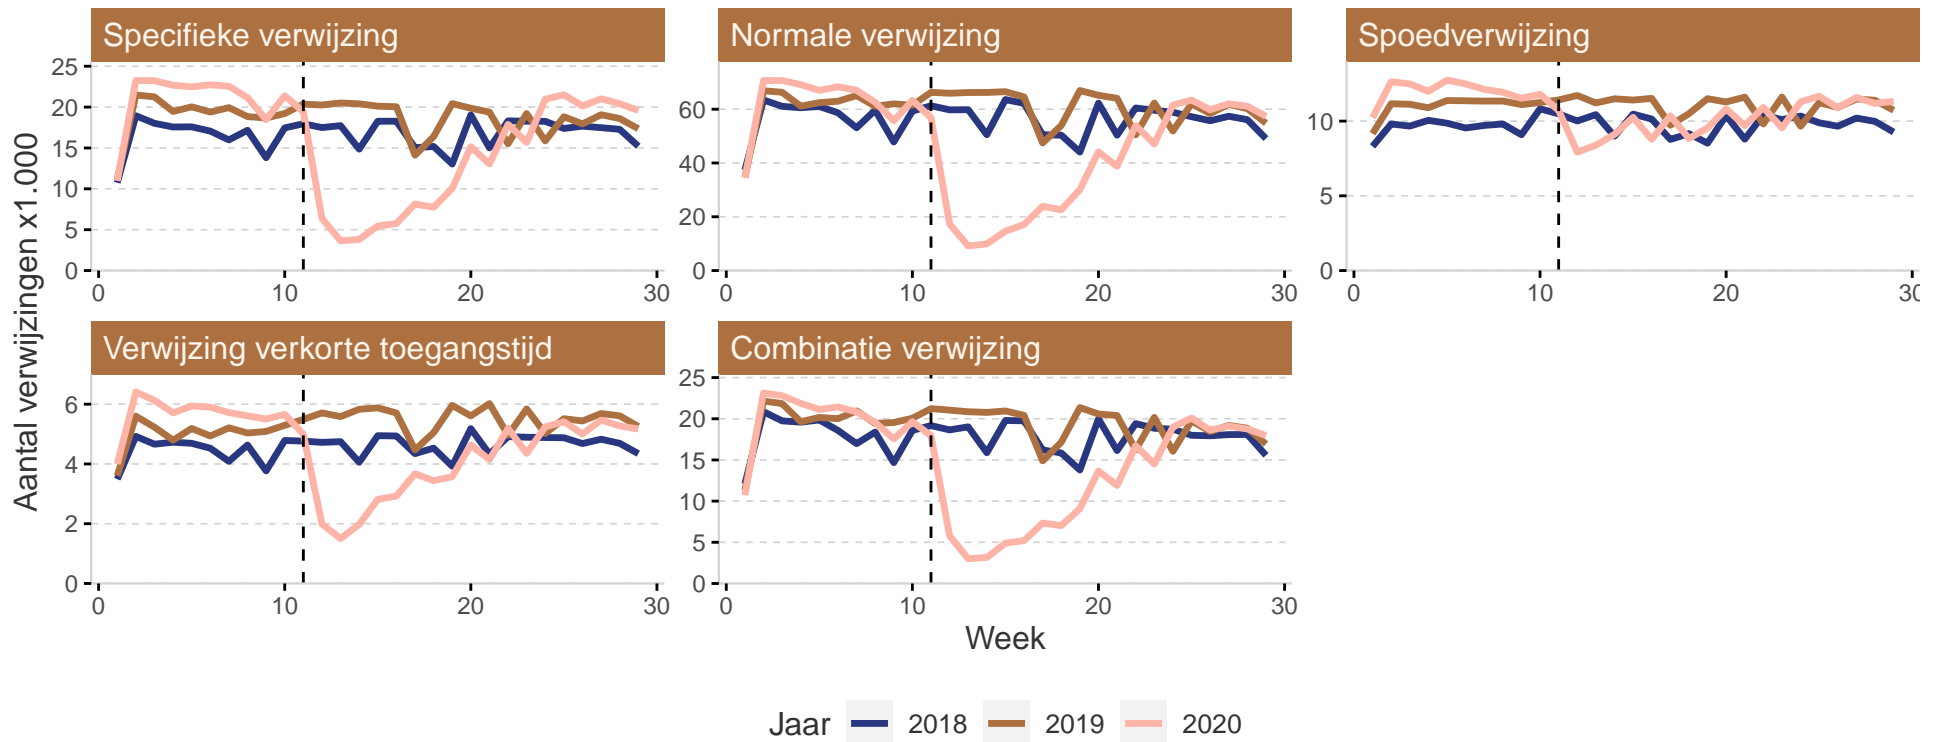 Specifieke verwijzing
Normale verwijzing
Spoedverwijzing
25
20
15
10
5
0
0 10 20 30
60
40
20
0
0 10 20 30
10
5
0
0 10 20 30
Aantal verwijzingen x1.000
Verwijzing verkorte toegangstijd
Combinatie verwijzing
6
4
2
0
0 10 20 30
25
20
15
10
5
0
0 10 20 30
Week
Jaar 2018 2019 2020